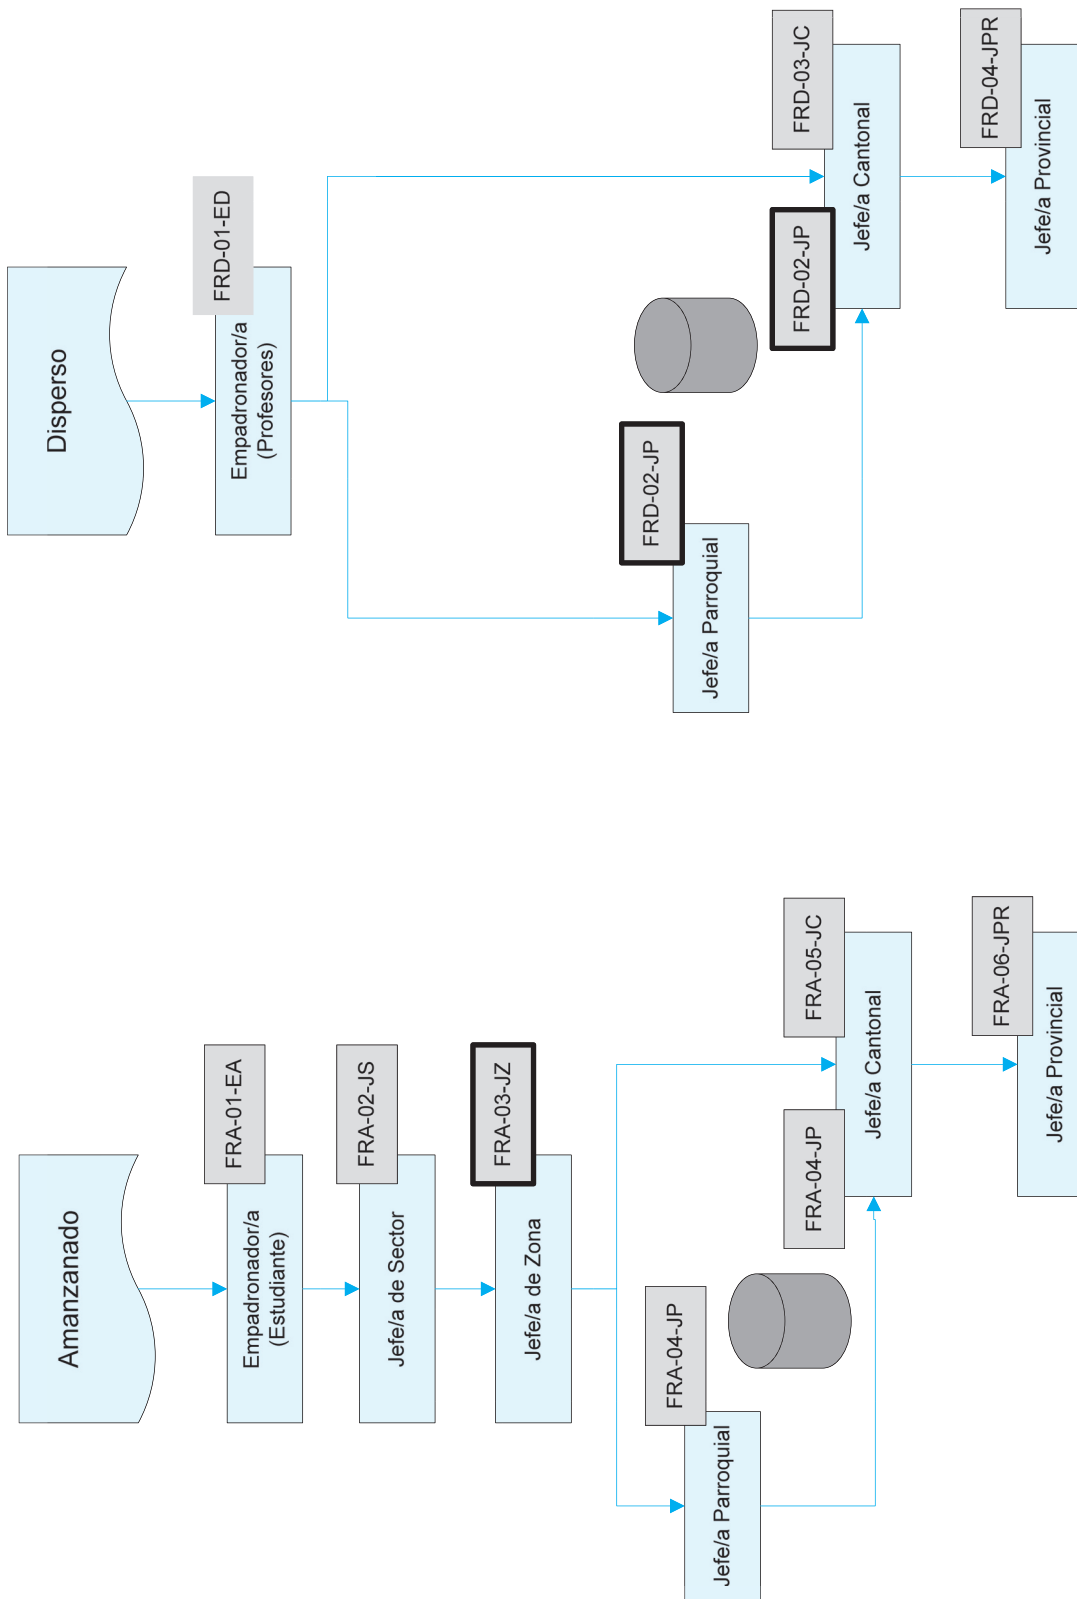 Amanzanado
FRA-01-EA
Empadronador/a
(Estudiante)
FRA-02-JS
Jefe/a de Sector
FRA-03-JZ
Jefe/a de Zona
FRA-04-JP
Jefe/a Parroquial
FRA-04-JP
FRA-05-JC
Jefe/a Cantonal
FRA-06-JPR
Jefe/a Provincial
Disperso
FRD-01-ED
Empadronador/a
(Profesores)
FRD-02-JP
Jefe/a Parroquial
FRD-02-JP
FRD-03-JC
Jefe/a Cantonal
FRD-04-JPR
Jefe/a Provincial